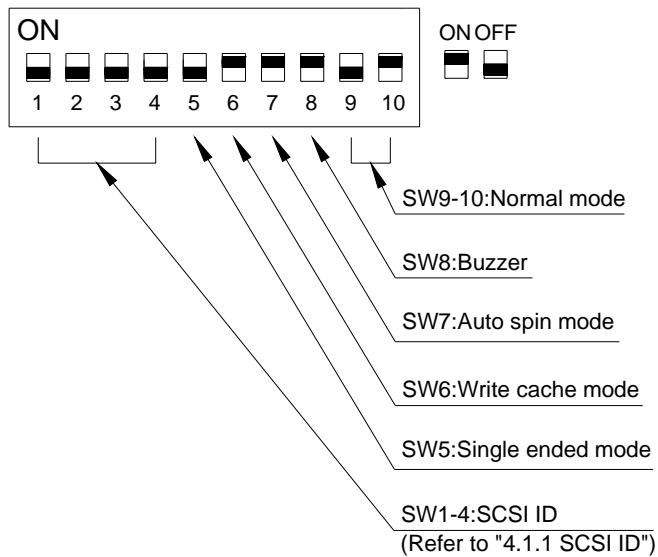 ON
ON OFF
1 2 3 4 5 6 7 8 9 10
SW9-10:Normal mode
SW8:Buzzer
SW7:Auto spin mode
SW6:Write cache mode
SW5:Single ended mode
SW1-4:SCSI ID
(Refer to "4.1.1 SCSI ID")